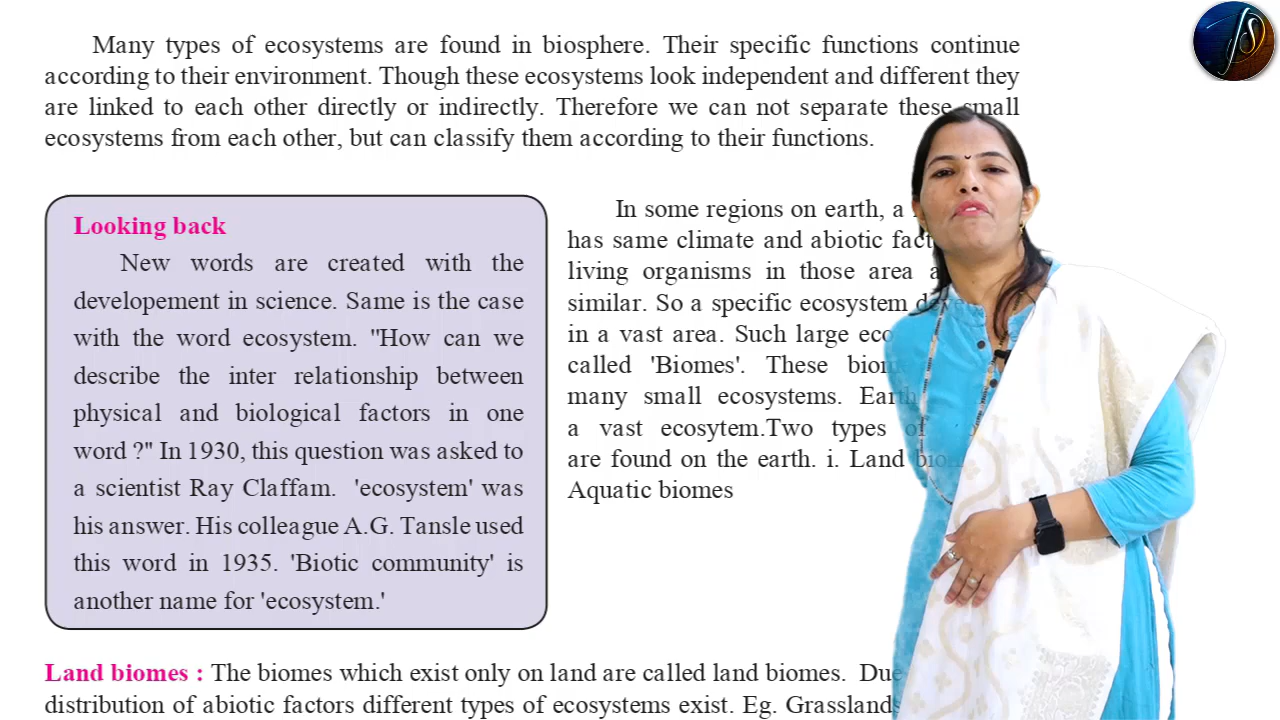 Many types of ecosystems are found in biosphere. Their specific functions continue
according to their environment. Though these ecosystems look independent and different they
are linked to each other directly or indirectly. Therefore we can not separate these small
ecosystems from each other, but can classify them according to their functions.
Looking back
New words are created with the
developement in science. Same is the case
with the word ecosystem. "How can we
describe the inter relationship between
physical and biological factors in one
word ?" In 1930, this question was asked to
a scientist Ray Claffam. 'ecosystem' was
his answer. His colleague A.G. Tansle used
this word in 1935. 'Biotic community' is
another name for 'ecosystem.'
In some regions on earth, a
has same climate and abiotic
living organisms in those area
similar. So a specific ecosystem
in a vast area. Such large
called 'Biomes'. These
many small ecosystems.
a vast ecosytem.Two types of
are found on the earth. i. Land
Aquatic biomes
Land biomes : The biomes which exist only on land are called land biomes. Due
distribution of abiotic factors different types of ecosystems exist. Eg. Grasslands